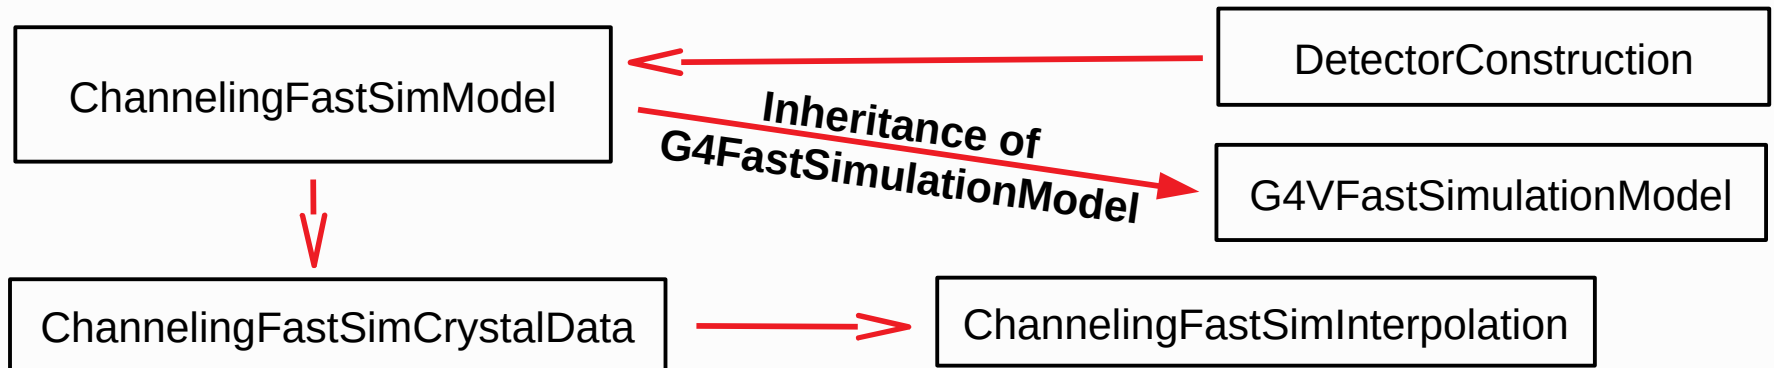 DetectorConstruction
ChannelingFastSimModel
Inheritance of
G4FastSimulationModel
G4VFastSimulationModel
ChannelingFastSimCrystalData
ChannelingFastSimInterpolation